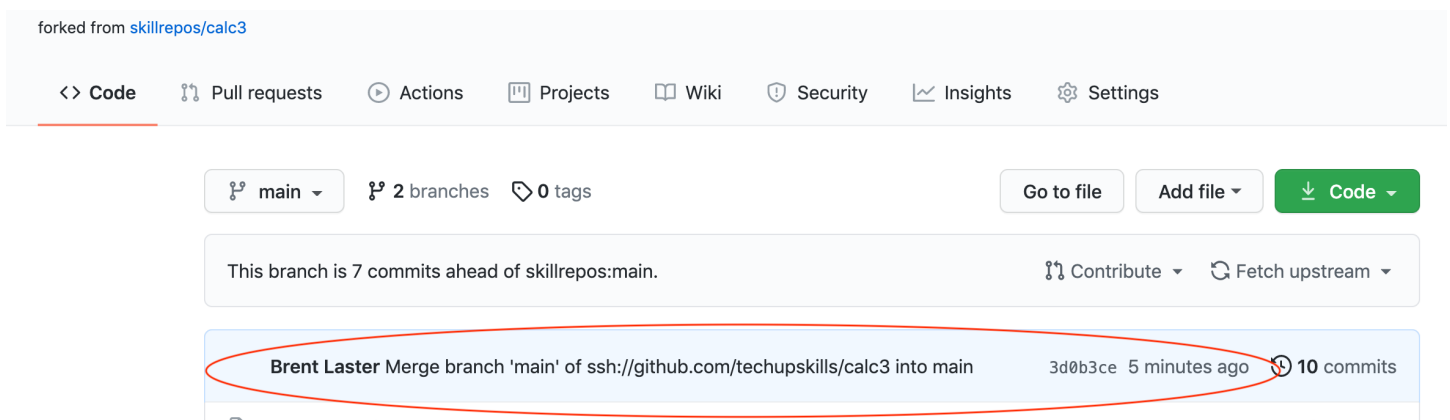 forked from skillrepos/calc3
<> Code Pull requests Actions Projects Wiki Security Insights Settings
main 2 branches 0 tags Go to file Add file Code
This branch is 7 commits ahead of skillrepos:main. Contribute Fetch upstream
Brent Laster Merge branch 'main' of ssh://github.com/techupskills/calc3 into main 3d0b3ce 5 minutes ago 10 commits